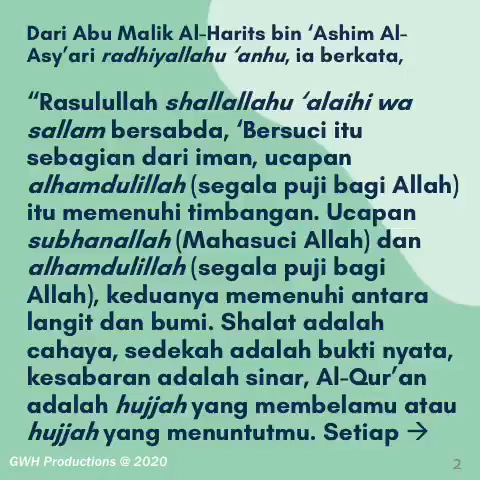 Dari Abu Malik Al-Harits bin ‘Ashim Al-
Asy’ari radhiyallahu ‘anhu, ia berkata,
“Rasulullah shallallahu ‘alaihi wa
sallam bersabda, ‘Bersuci itu
sebagian dari iman, ucapan
alhamdulillah (segala puji bagi Allah)
itu memenuhi timbangan. Ucapan
subhanallah (Mahasuci Allah) dan
alhamdulillah (segala puji bagi
Allah), keduanya memenuhi antara
langit dan bumi. Shalat adalah
cahaya, sedekah adalah bukti nyata,
kesabaran adalah sinar, Al-Qur’an
adalah hujjah yang membelamu atau
hujjah yang menuntutmu. Setiap →
GWH Productions @ 2020
2